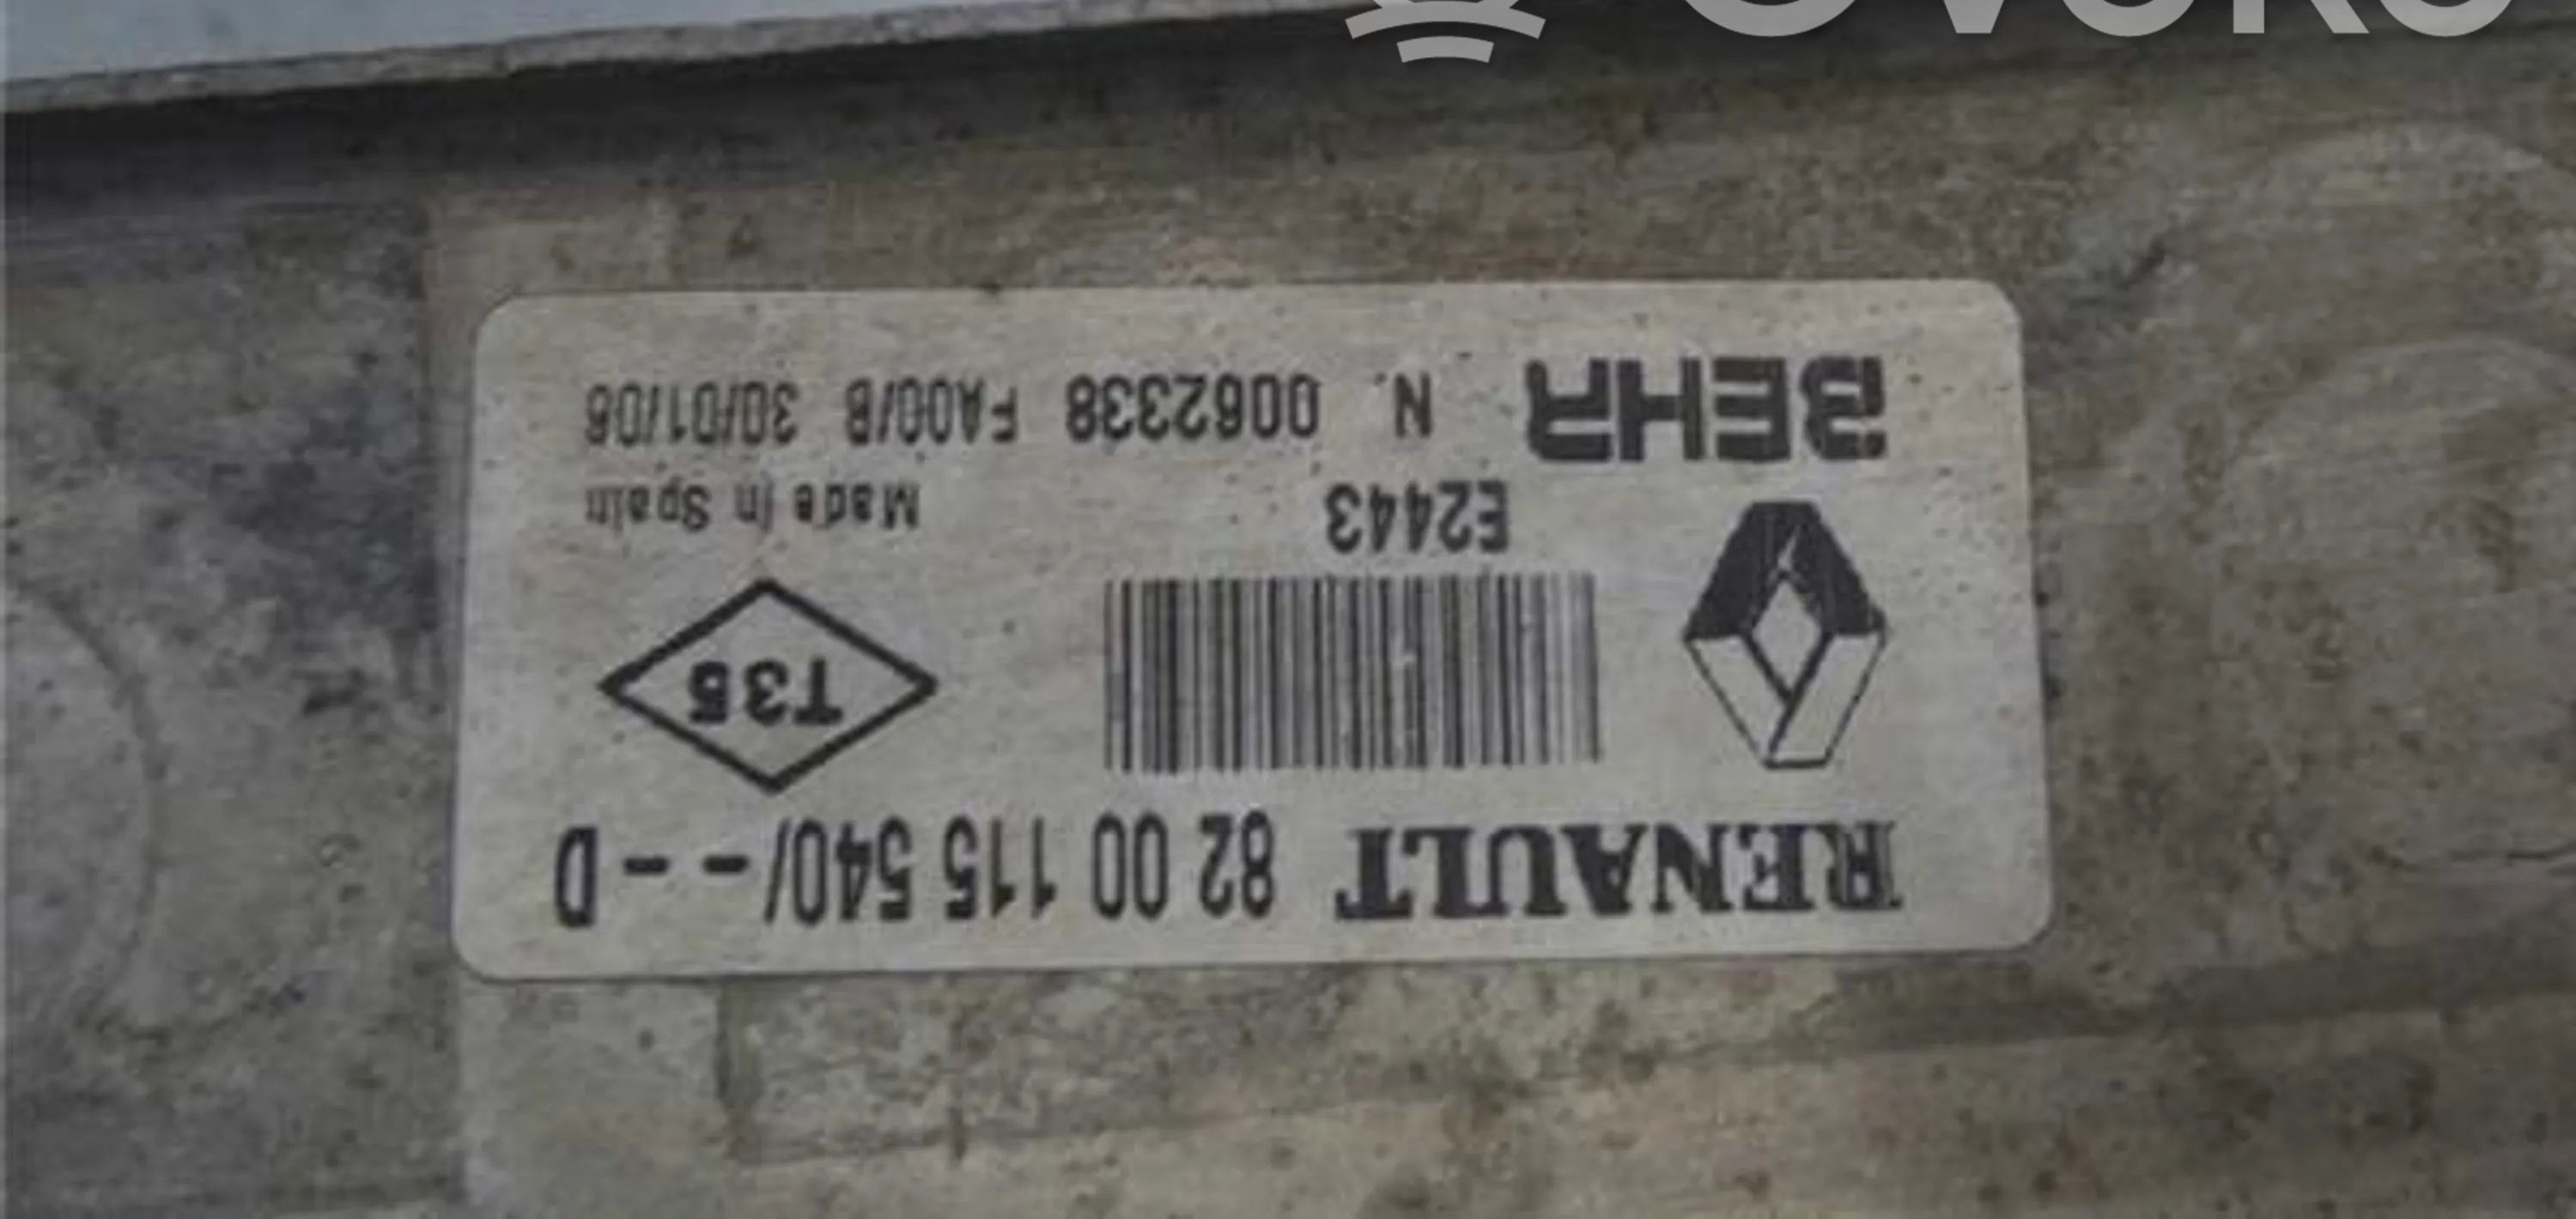 RENAULT 82 00 115 540/--D
T35
E2443
Made in Spain
BEHR N. 0062338 FA00/B 30/01/06